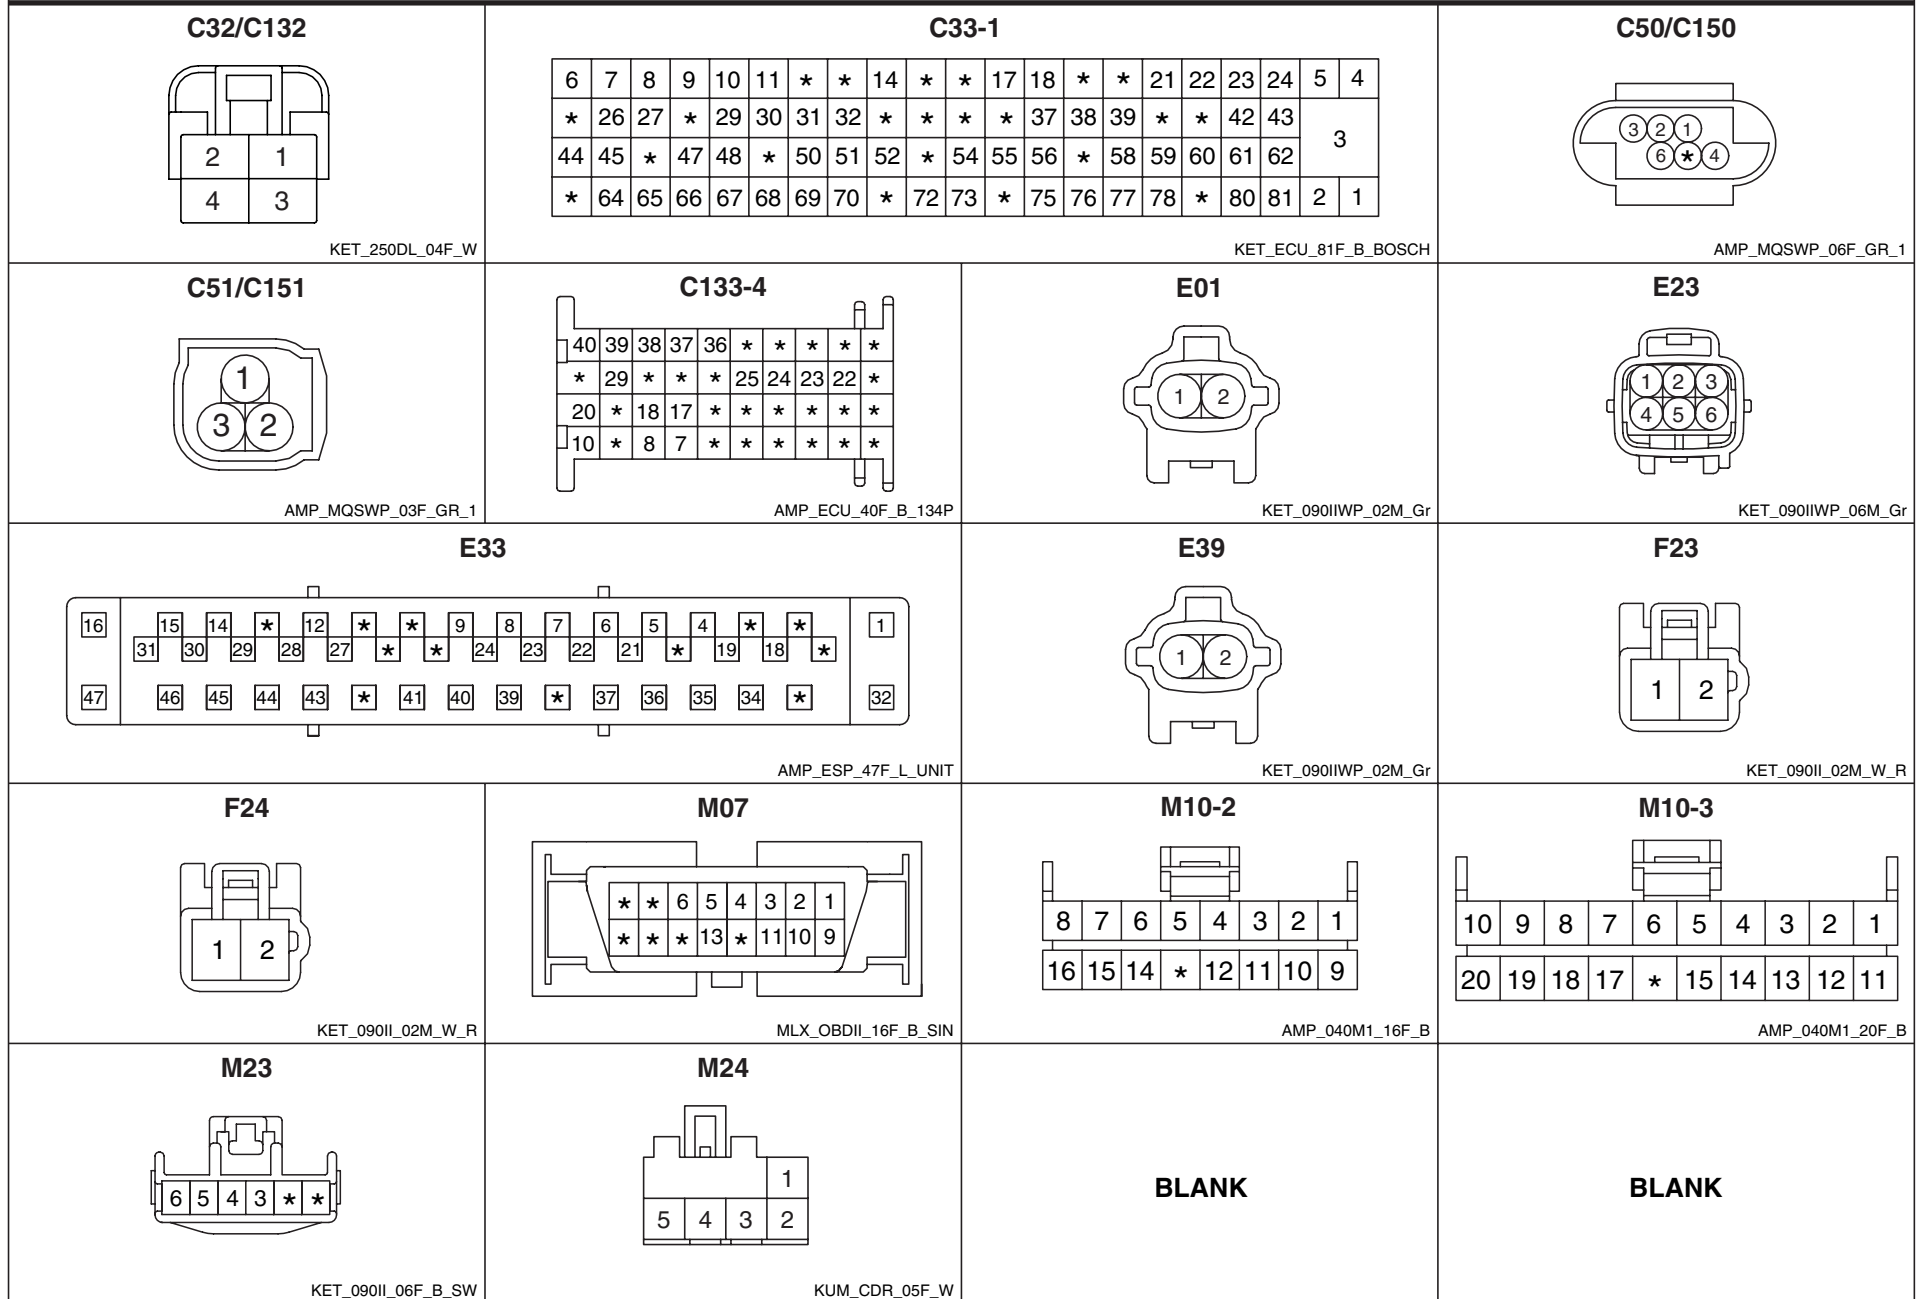 C32/C132
2 1
4 3
KET_250DL_04F_W
C33-1
6 7 8 9 10 11 * * 14 * * 17 18 * * 21 22 23 24 5 4
* 26 27 * 29 30 31 32 * * * * 37 38 39 * * 42 43
3
44 45 * 47 48 * 50 51 52 * 54 55 56 * 58 59 60 61 62
* 64 65 66 67 68 69 70 * 72 73 * 75 76 77 78 * 80 81 2 1
KET_ECU_81F_B_BOSCH
C50/C150
3 2 1
6 * 4
AMP_MQSWP_06F_GR_1
C51/C151
1
3 2
AMP_MQSWP_03F_GR_1
C133-4
40 39 38 37 36 * * * * *
* 29 * * * 25 24 23 22 *
20 * 18 17 * * * * * *
10 * 8 7 * * * * * *
AMP_ECU_40F_B_134P
E01
1 2
KET_090IIWP_02M_Gr
E23
1 2 3
4 5 6
KET_090IIWP_06M_Gr
E33
16 15 14 * 12 * * 9 8 7 6 5 4 * * 1
31 30 29 28 27 * * 24 23 22 21 * 19 18 *
47 46 45 44 43 * 41 40 39 * 37 36 35 34 * 32
AMP_ESP_47F_L_UNIT
E39
1 2
KET_090IIWP_02M_Gr
F23
1 2
KET_090II_02M_W_R
F24
1 2
KET_090II_02M_W_R
M07
* * 6 5 4 3 2 1
* * * 13 * 11 10 9
MLX_OBDII_16F_B_SIN
M10-2
8 7 6 5 4 3 2 1
16 15 14 * 12 11 10 9
AMP_040M1_16F_B
M10-3
10 9 8 7 6 5 4 3 2 1
20 19 18 17 * 15 14 13 12 11
AMP_040M1_20F_B
M23
6 5 4 3 * *
KET_090II_06F_B_SW
M24
1
5 4 3 2
KUM_CDR_05F_W
BLANK
BLANK